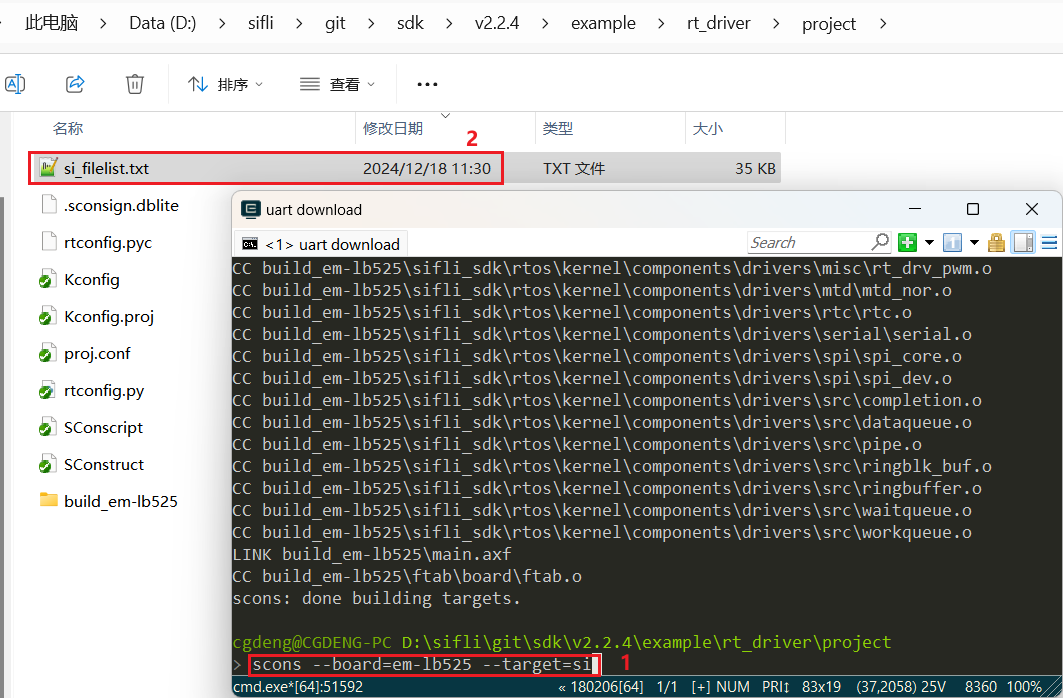 此电脑 > Data (D:) > sifli > git > sdk > v2.2.4 > example > rt_driver > project >
排序 查看 ...
名称 修改日期 类型 大小
2
si_filelist.txt 2024/12/18 11:30 TXT 文件 35 KB
.sconsign.dblite
rtconfig.pyc
Kconfig
Kconfig.proj
proj.conf
rtconfig.py
SConscript
SConstruct
build_em-lb525
uart download
<1> uart download Search
CC build_em-lb525\sifli_sdk\rtos\kernel\components\drivers\misc\rt_drv_pwm.o
CC build_em-lb525\sifli_sdk\rtos\kernel\components\drivers\mtd\mtd_nor.o
CC build_em-lb525\sifli_sdk\rtos\kernel\components\drivers\rtc\rtc.o
CC build_em-lb525\sifli_sdk\rtos\kernel\components\drivers\serial\serial.o
CC build_em-lb525\sifli_sdk\rtos\kernel\components\drivers\spi\spi_core.o
CC build_em-lb525\sifli_sdk\rtos\kernel\components\drivers\spi\spi_dev.o
CC build_em-lb525\sifli_sdk\rtos\kernel\components\drivers\src\completion.o
CC build_em-lb525\sifli_sdk\rtos\kernel\components\drivers\src\dataqueue.o
CC build_em-lb525\sifli_sdk\rtos\kernel\components\drivers\src\pipe.o
CC build_em-lb525\sifli_sdk\rtos\kernel\components\drivers\src\ringblk_buf.o
CC build_em-lb525\sifli_sdk\rtos\kernel\components\drivers\src\ringbuffer.o
CC build_em-lb525\sifli_sdk\rtos\kernel\components\drivers\src\waitqueue.o
CC build_em-lb525\sifli_sdk\rtos\kernel\components\drivers\src\workqueue.o
LINK build_em-lb525\main.axf
CC build_em-lb525\ftab\board\ftab.o
scons: done building targets.
cgdeng@CGDENG-PC D:\sifli\git\sdk\v2.2.4\example\rt_driver\project
> scons --board=em-lb525 --target=si 1
cmd.exe*[64]:51592 « 180206[64] 1/1 [+] NUM PRI↕ 83x19 (37,2058) 25V 8360 100%